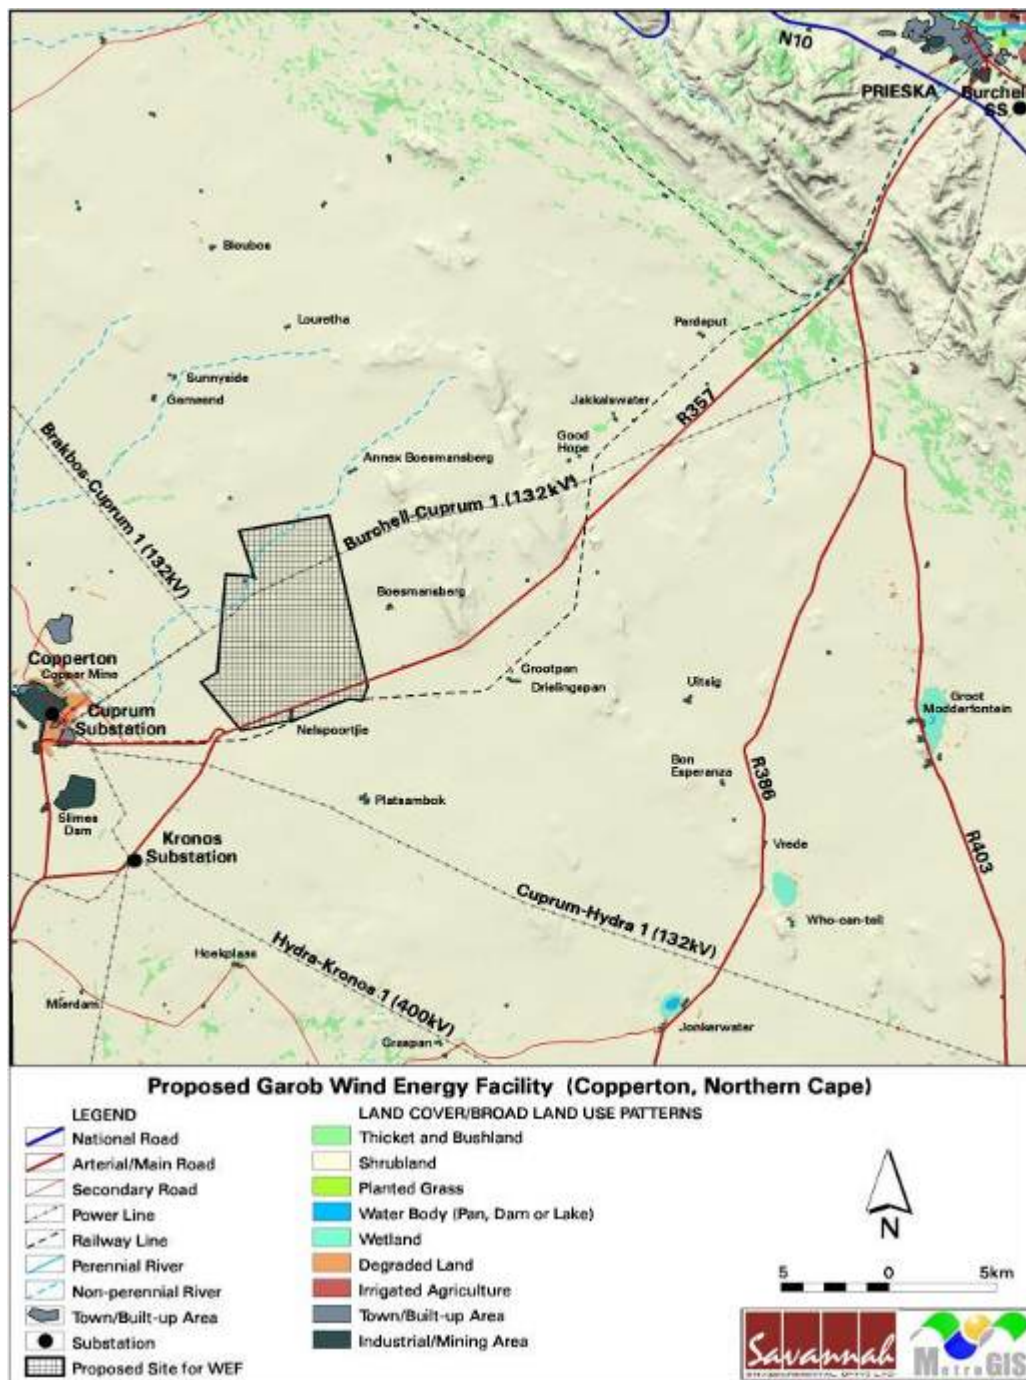 N10
PRIESKA
Burchell
SS
Bloubos
Louretha
Perdeput
Sunnyside
Gemsend
Jakkalswater
R357
Good
Hope
Brakbos-Cuprum 1 (132kV)
Annex Boesmansberg
Burchell-Cuprum 1 (132kV)
Boesmansberg
Copperton
Copper Mine
Grootpan
Drielingspan
Uitsig
Groot
Modderfontein
Cuprum
Substation
Nelspoortjie
Bon
Esperanza
R386
Platsambok
Slimes
Dam
Kronos
Substation
Vrede
R403
Cuprum-Hydra 1 (132kV)
Who-can-tell
Hoekplaas
Hydra-Kronos 1 (400kV)
Mierdam
Jonkerwater
Graspan
Proposed Garob Wind Energy Facility (Copperton, Northern Cape)
LEGEND
National Road
Arterial/Main Road
Secondary Road
Power Line
Railway Line
Perennial River
Non-perennial River
Town/Built-up Area
Substation
Proposed Site for WEF
LAND COVER/BROAD LAND USE PATTERNS
Thicket and Bushland
Shrubland
Planted Grass
Water Body (Pan, Dam or Lake)
Wetland
Degraded Land
Irrigated Agriculture
Town/Built-up Area
Industrial/Mining Area
N
5 0 5km
Savannah
MetroGIS